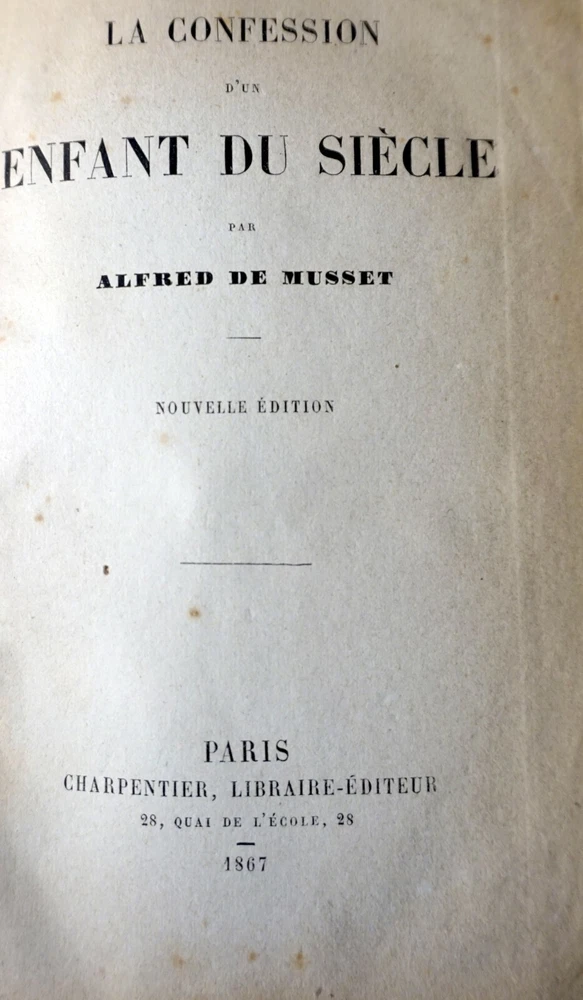 LA CONFESSION
D'UN
ENFANT DU SIÈCLE
PAR
ALFRED DE MUSSET
NOUVELLE ÉDITION
PARIS
CHARPENTIER, LIBRAIRE-ÉDITEUR
28, QUAI DE L'ÉCOLE, 28
1867